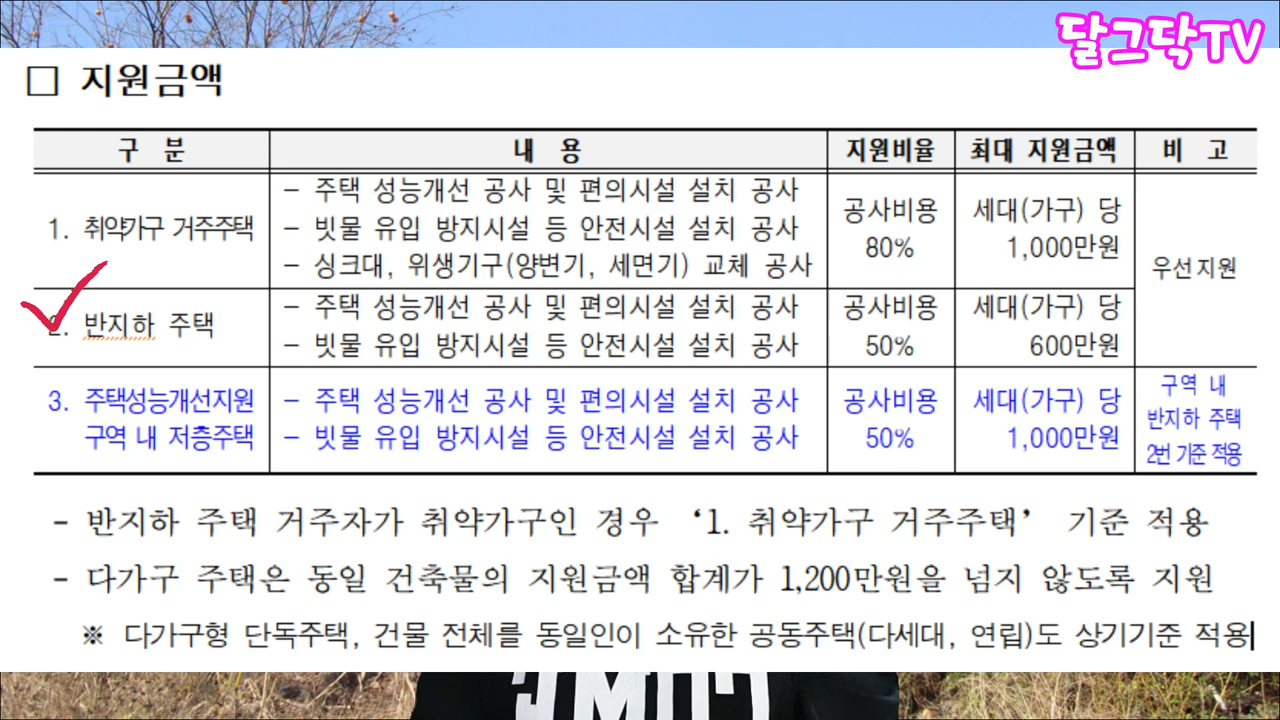 달그닥TV
□ 지원금액
구 분 내 용 지원비율 최대 지원금액 비 고
1. 취약가구 거주주택
- 주택 성능개선 공사 및 편의시설 설치 공사
- 빗물 유입 방지시설 등 안전시설 설치 공사
- 싱크대, 위생기구(양변기, 세면기) 교체 공사
공사비용
80%
세대(가구) 당
1,000만원
우선지원
2. 반지하 주택
- 주택 성능개선 공사 및 편의시설 설치 공사
- 빗물 유입 방지시설 등 안전시설 설치 공사
공사비용
50%
세대(가구) 당
600만원
3. 주택성능개선지원
구역 내 저층주택
- 주택 성능개선 공사 및 편의시설 설치 공사
- 빗물 유입 방지시설 등 안전시설 설치 공사
공사비용
50%
세대(가구) 당
1,000만원
구역 내
반지하 주택
2번 기준 적용
- 반지하 주택 거주자가 취약가구인 경우 ‘1. 취약가구 거주주택’ 기준 적용
- 다가구 주택은 동일 건축물의 지원금액 합계가 1,200만원을 넘지 않도록 지원
※ 다가구형 단독주택, 건물 전체를 동일인이 소유한 공동주택(다세대, 연립)도 상기기준 적용